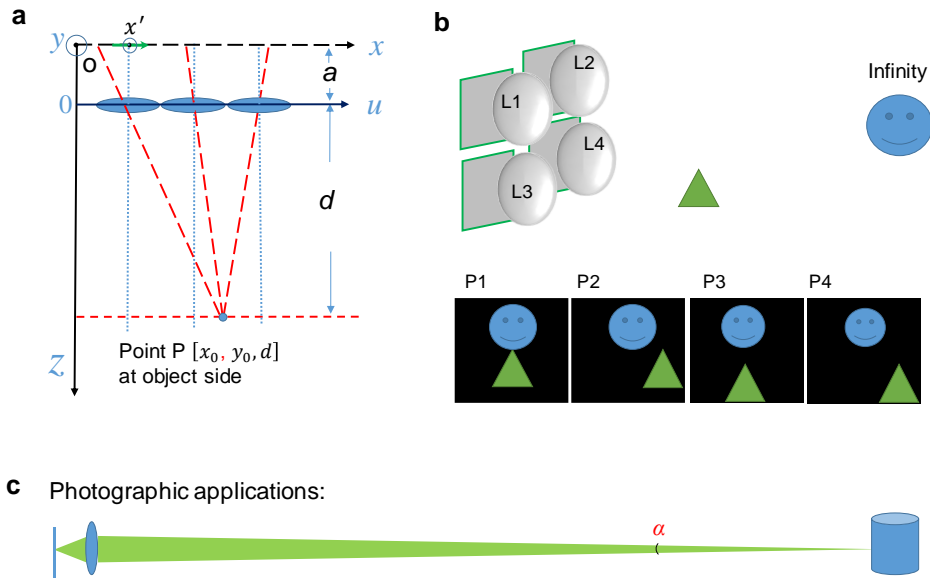 a
y
x′
x
o
a
0
u
d
z
Point P [x₀, y₀, d]
at object side
b
L1
L2
L3
L4
Infinity
P1
P2
P3
P4
c
Photographic applications:
α